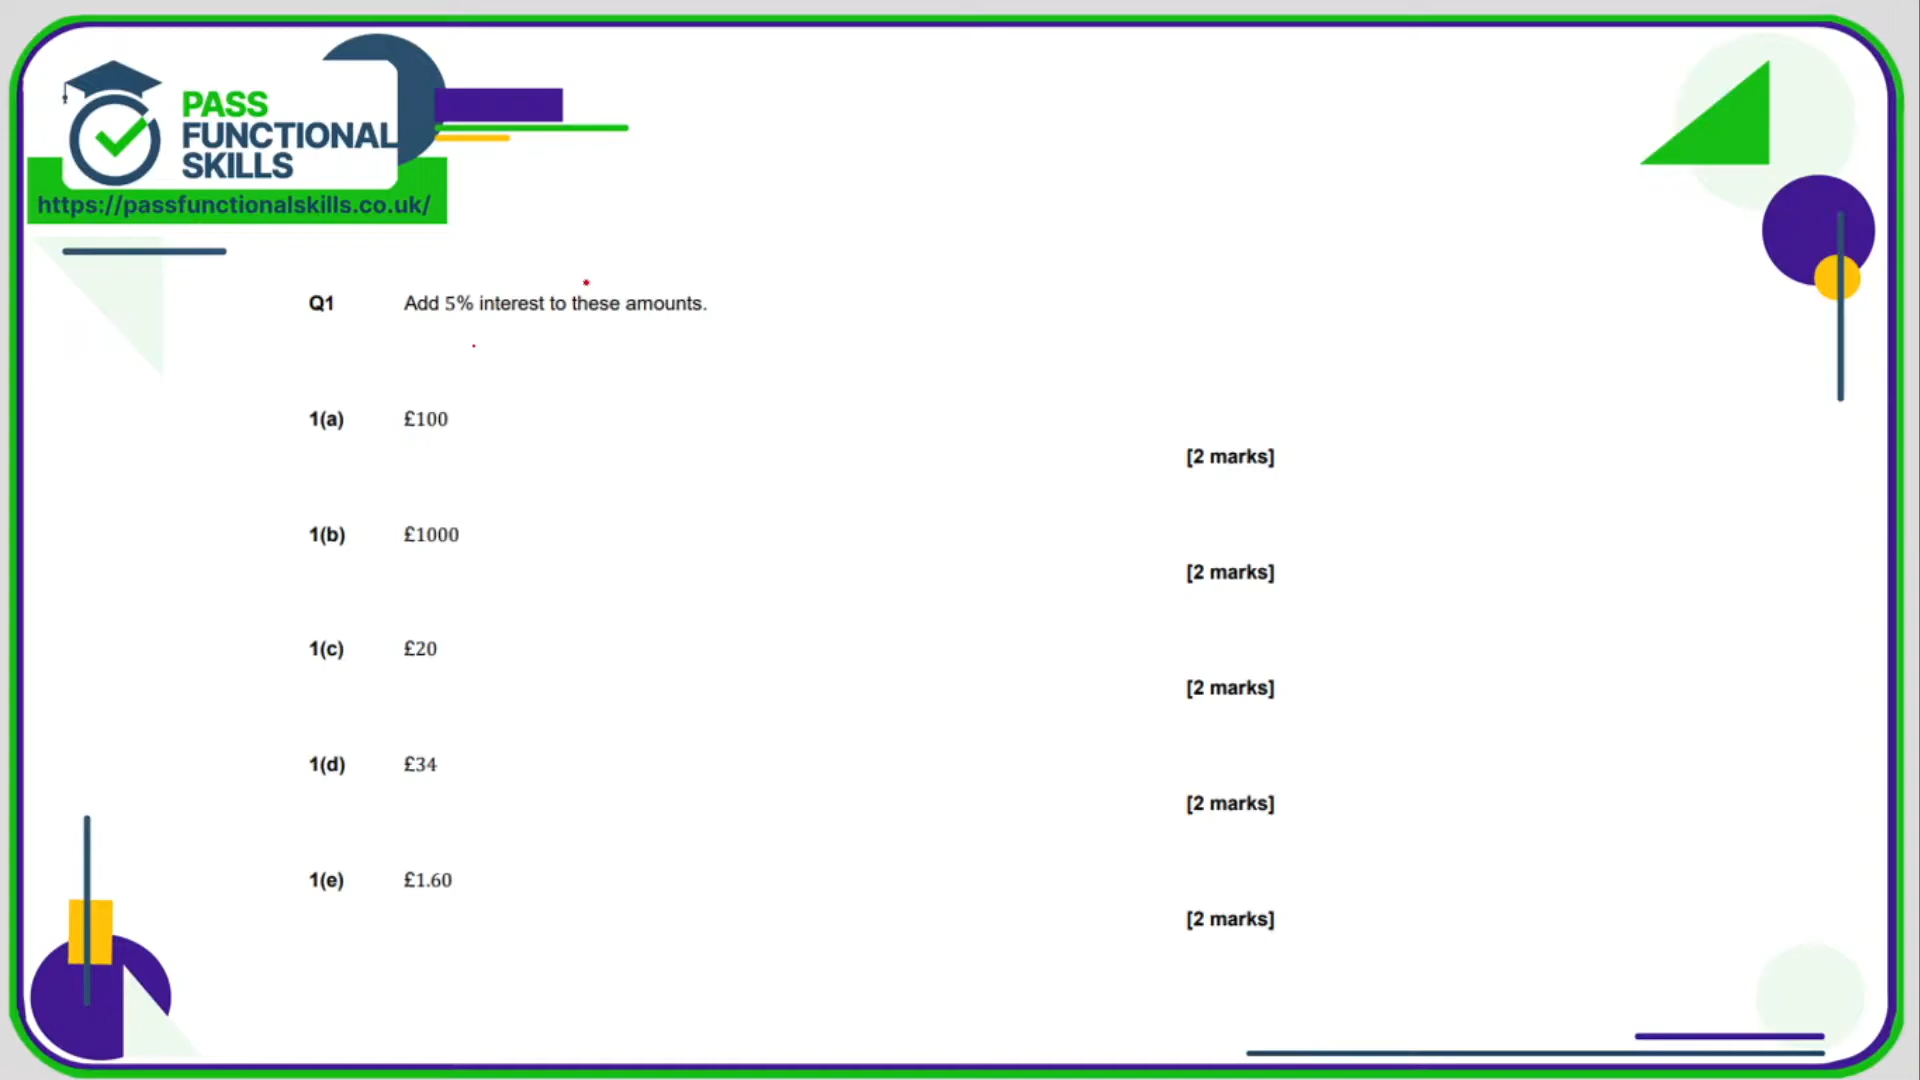 PASS
FUNCTIONAL
SKILLS
https://passfunctionalskills.co.uk/
Q1 Add 5% interest to these amounts.
1(a) £100
[2 marks]
1(b) £1000
[2 marks]
1(c) £20
[2 marks]
1(d) £34
[2 marks]
1(e) £1.60
[2 marks]